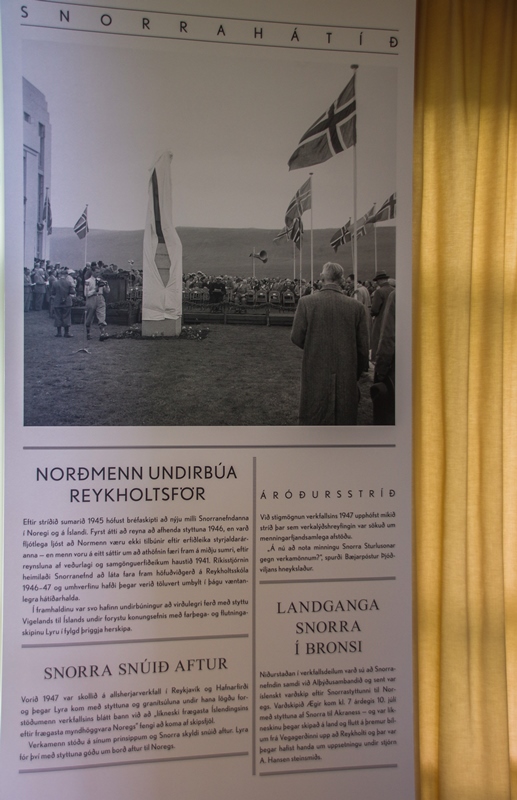 SNORRAHÁTÍÐ
NORÐMENN UNDIRBÚA
REYKHOLTSFÖR
Eftir stríðið sumarið 1945 hófust bréfaskipti að nýju milli Snorranefndanna
í Noregi og á Íslandi. Fyrst átti að reyna að afhenda styttuna 1946, en varð
fljótlega ljóst að Normenn væru ekki tilbúnir eftir erfiðleika styrjaldarár-
anna – en menn voru á eitt sáttir um að athöfnin færi fram á miðju sumri, eftir
reynsluna af veðurlagi og samgönguerfiðleikum haustið 1941. Ríkisstjórnin
heimilaði Snorranefnd að láta fara fram höfuðviðgerð á Reykholtsskóla
1946–47 og umhverfinu hafði þegar verið töluvert umbylt í þágu væntan-
legra hátíðarhalda.
Í framhaldinu var svo hafinn undirbúningur að virðulegri ferð með styttu
Vigelands til Íslands undir forystu konungsefnis með farþega- og flutninga-
skipinu Lyru í fylgd þriggja herskipa.
SNORRA SNÚIÐ AFTUR
Vorið 1947 var skollið á allsherjarverkfall í Reykjavík og Hafnarfirði
og þegar Lyra kom með styttuna og granítsöluna undir hana lögðu for-
stöðumenn verkfallsins blátt bann við að „líkneski frægasta Íslendingsins
eftir frægasta myndhöggvara Noregs" fengi að koma af skipsfjöl.
Verkamenn stóðu á sínum prinsippum og Snorra skyldi snúið aftur. Lyra
fór því með styttuna góðu um borð aftur til Noregs.
ÁRÓÐURSSTRÍÐ
Við stigmögnun verkfallsins 1947 upphófst mikið
stríð þar sem verkalýðshreyfingin var sökuð um
menningarfjandsamlega afstöðu.
„Á nú að nota minningu Snorra Sturlusonar
gegn verkamönnum?", spurði Bæjarpóstur Þjóð-
viljans hneykslaður.
LANDGANGA
SNORRA
Í BRONSI
Niðurstaðan í verkfallsdeilum varð sú að Snorra-
nefndin samdi við Alþýðusambandið og sent var
íslenskt varðskip eftir Snorrastyttunni til Nor-
egs. Varðskipið Ægir kom kl. 7 árdegis 10. júlí
með styttuna af Snorra til Akraness – og var lík-
neskinu þegar skipað á land og flutt á þremur bíl-
um frá Vegagerðinni upp að Reykholti og þar var
þegar hafist handa um uppsetningu undir stjórn
A. Hansen steinsmiðs.